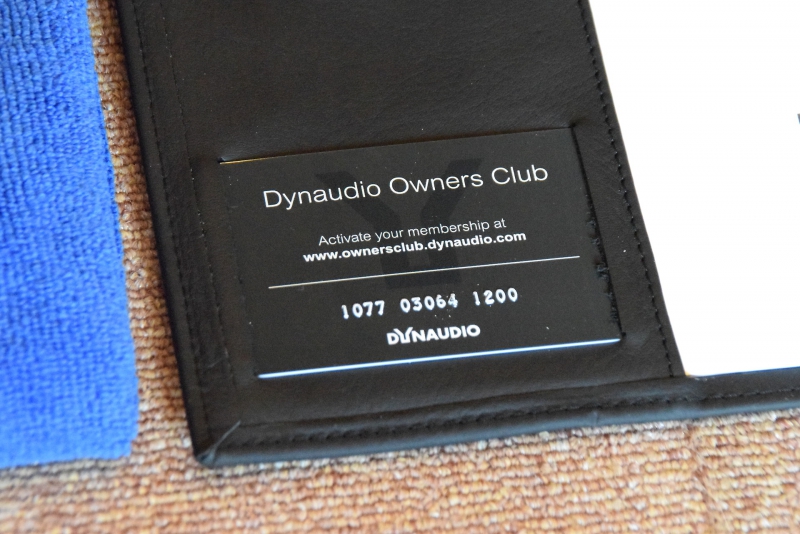 Dynaudio Owners Club
Activate your membership at
www.ownersclub.dynaudio.com
1077 03064 1200
DYNAUDIO